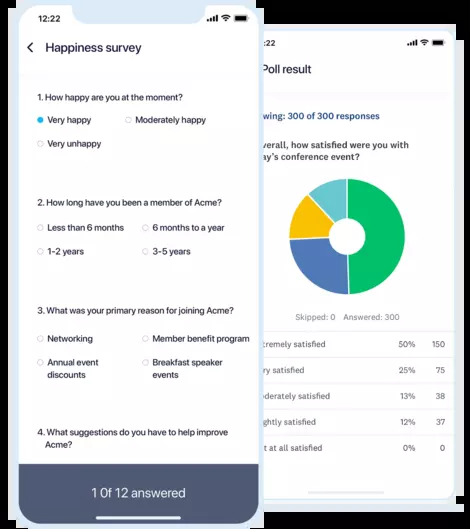 12:22
Happiness survey
1. How happy are you at the moment?
Very happy
Moderately happy
Very unhappy
2. How long have you been a member of Acme?
Less than 6 months
6 months to a year
1-2 years
3-5 years
3. What was your primary reason for joining Acme?
Networking
Member benefit program
Annual event
discounts
Breakfast speaker
events
4. What suggestions do you have to help improve
Acme?
1 Of 12 answered
:22
Poll result
wing: 300 of 300 responses
verall, how satisfied were you with
ay's conference event?
Skipped: 0 Answered: 300
tremely satisfied 50% 150
ry satisfied 25% 75
derately satisfied 13% 38
ghtly satisfied 12% 37
t at all satisfied 0% 0